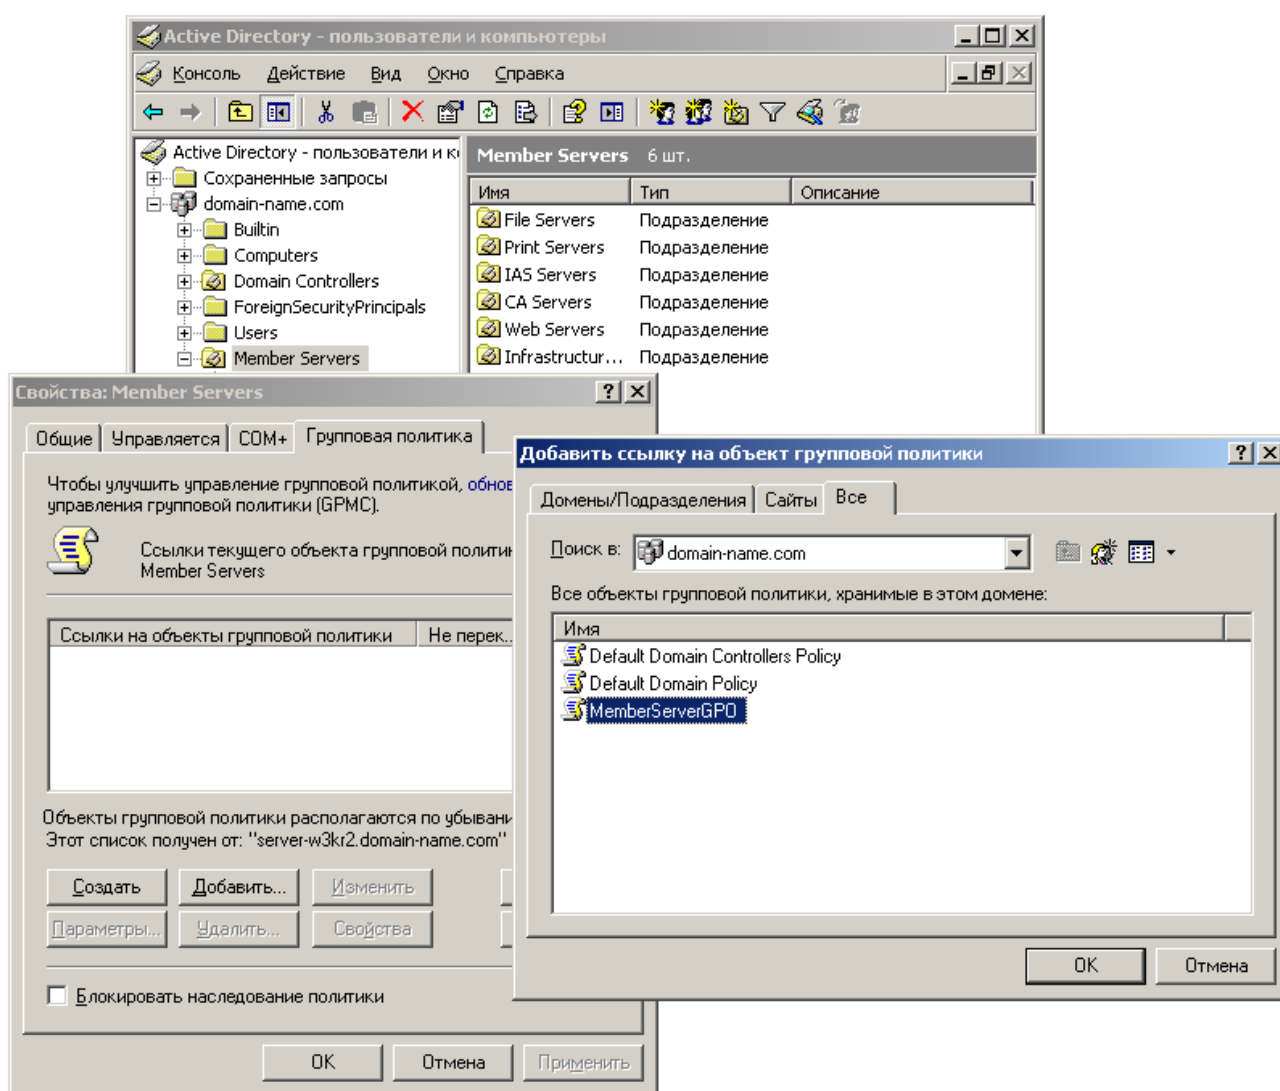 Active Directory - пользователи и компьютеры
Консоль Действие Вид Окно Справка
Active Directory - пользователи и к
Сохраненные запросы
domain-name.com
Builtin
Computers
Domain Controllers
ForeignSecurityPrincipals
Users
Member Servers
Member Servers 6 шт.
Имя Тип Описание
File Servers Подразделение
Print Servers Подразделение
IAS Servers Подразделение
CA Servers Подразделение
Web Servers Подразделение
Infrastructur... Подразделение
Свойства: Member Servers
Общие Управляется COM+ Групповая политика
Чтобы улучшить управление групповой политикой, обнов
управления групповой политики (GPMC).
Ссылки текущего объекта групповой политик
Member Servers
Ссылки на объекты групповой политики Не перек..
Объекты групповой политики располагаются по убывани
Этот список получен от: "server-w3kr2.domain-name.com"
Создать Добавить... Изменить
Параметры... Удалить... Свойства
Блокировать наследование политики
OK Отмена Применить
Добавить ссылку на объект групповой политики
Домены/Подразделения Сайты Все
Поиск в: domain-name.com
Все объекты групповой политики, хранимые в этом домене:
Имя
Default Domain Controllers Policy
Default Domain Policy
MemberServerGPO
OK Отмена